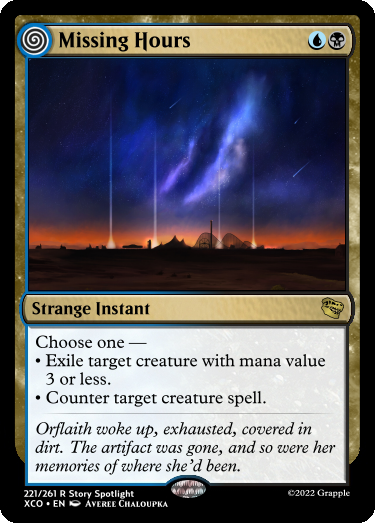 Missing Hours
Strange Instant
Choose one —
• Exile target creature with mana value
3 or less.
• Counter target creature spell.
Orflaith woke up, exhausted, covered in
dirt. The artifact was gone, and so were her
memories of where she'd been.
221/261 R Story Spotlight
XCO • EN Averee Chaloupka
©2022 Grapple